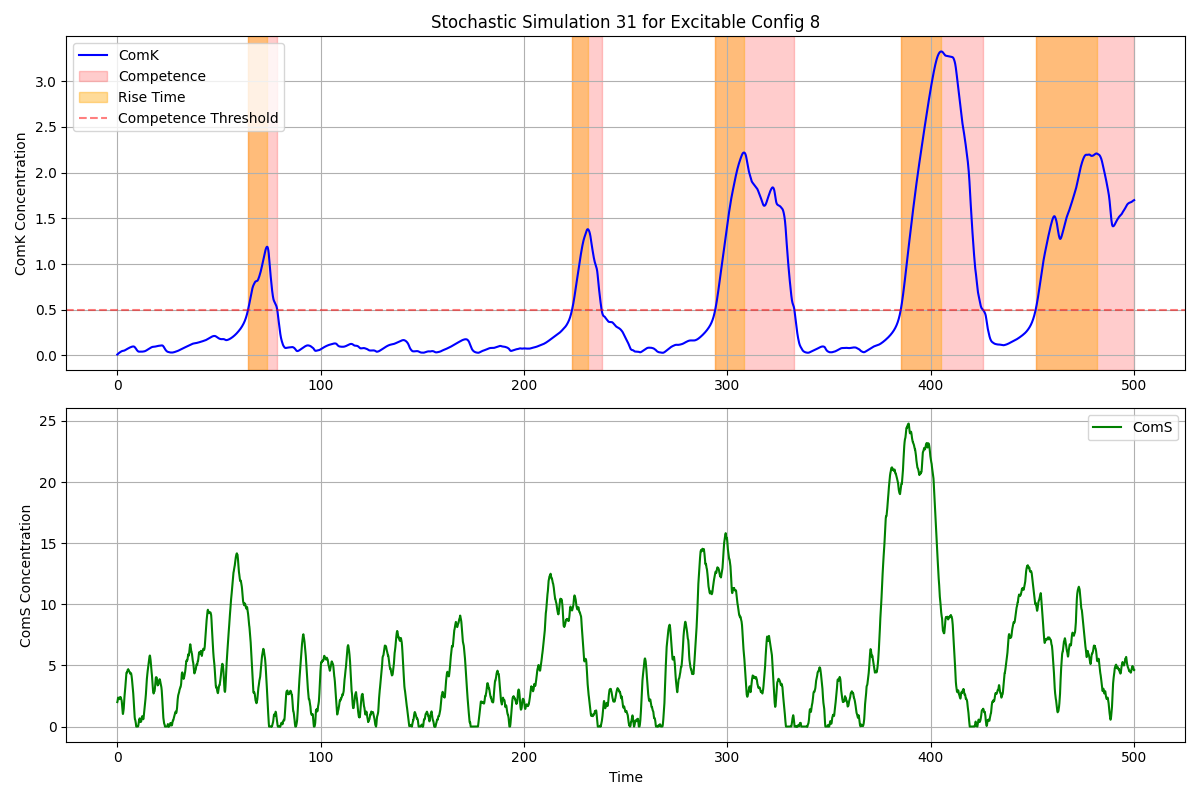 Stochastic Simulation 31 for Excitable Config 8
ComK
Competence
Rise Time
Competence Threshold
ComK Concentration
3.0
2.5
2.0
1.5
1.0
0.5
0.0
0 100 200 300 400 500
ComS
ComS Concentration
25
20
15
10
5
0
0 100 200 300 400 500
Time